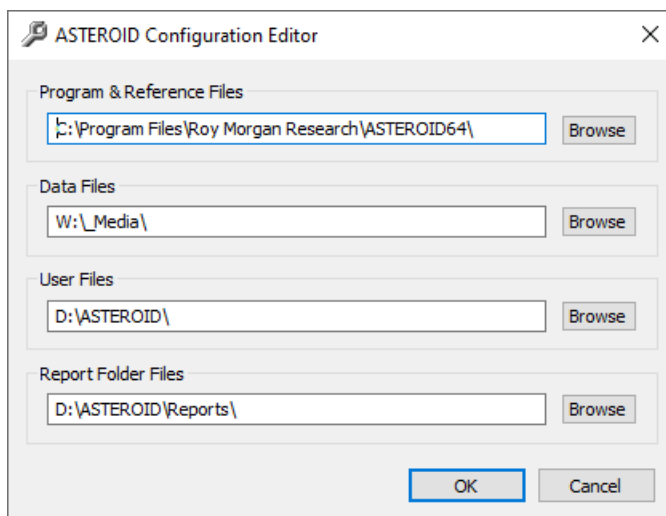 ASTEROID Configuration Editor
Program & Reference Files
C:\Program Files\Roy Morgan Research\ASTEROID64\
Browse
Data Files
W:\_Media\
Browse
User Files
D:\ASTEROID\
Browse
Report Folder Files
D:\ASTEROID\Reports\
Browse
OK Cancel